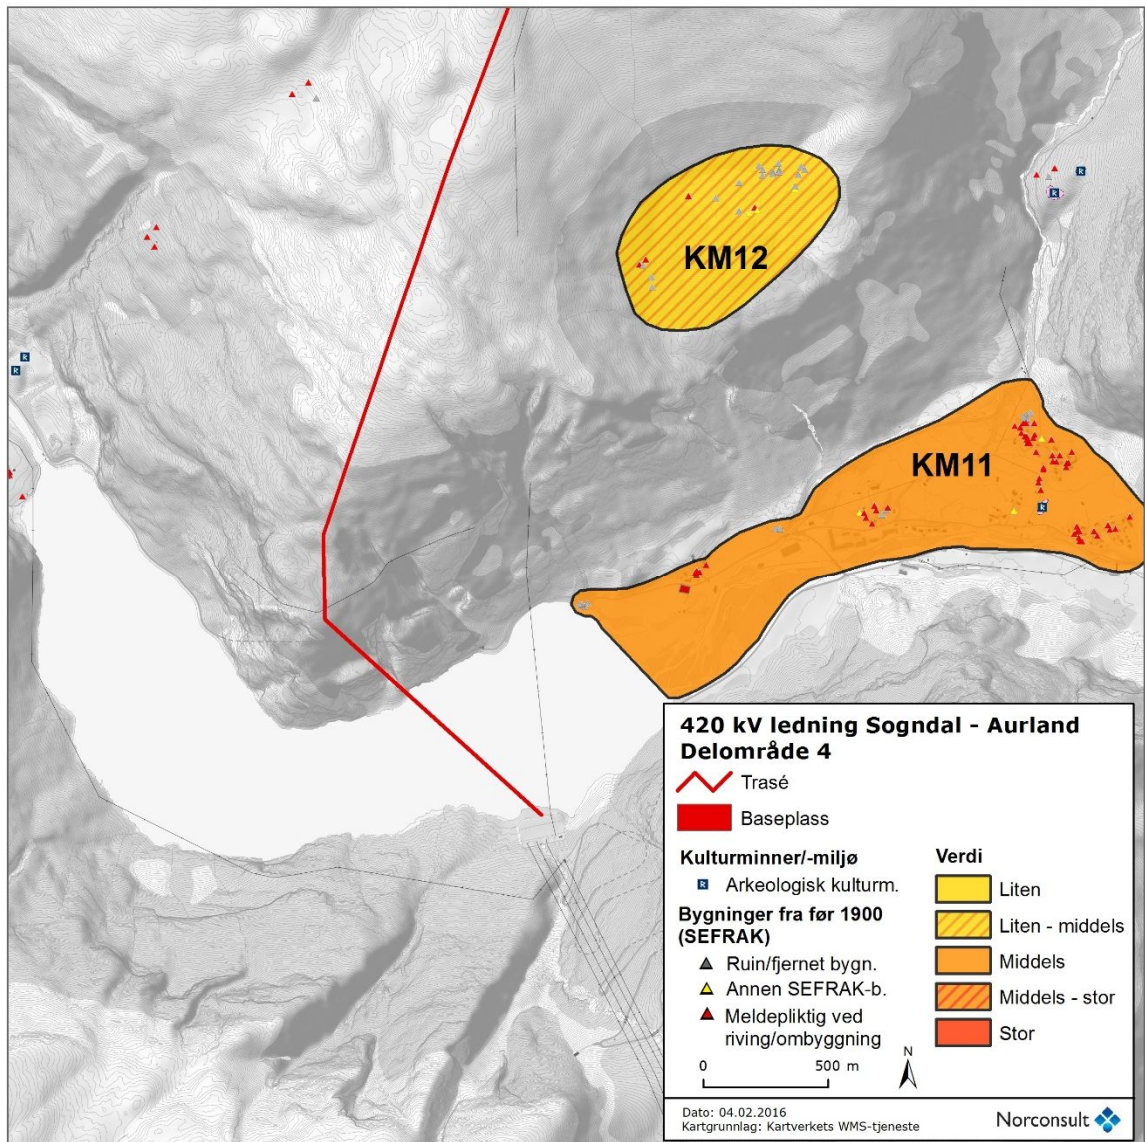 KM12
KM11
420 kV ledning Sogndal - Aurland
Delområde 4
Trasé
Baseplass
Kulturminner/-miljø
R Arkeologisk kulturm.
Bygninger fra før 1900
(SEFRAK)
Ruin/fjernet bygn.
Annen SEFRAK-b.
Meldepliktig ved
riving/ombyggning
0 500 m
N
Verdi
Liten
Liten - middels
Middels
Middels - stor
Stor
Dato: 04.02.2016
Kartgrunnlag: Kartverkets WMS-tjeneste
Norconsult